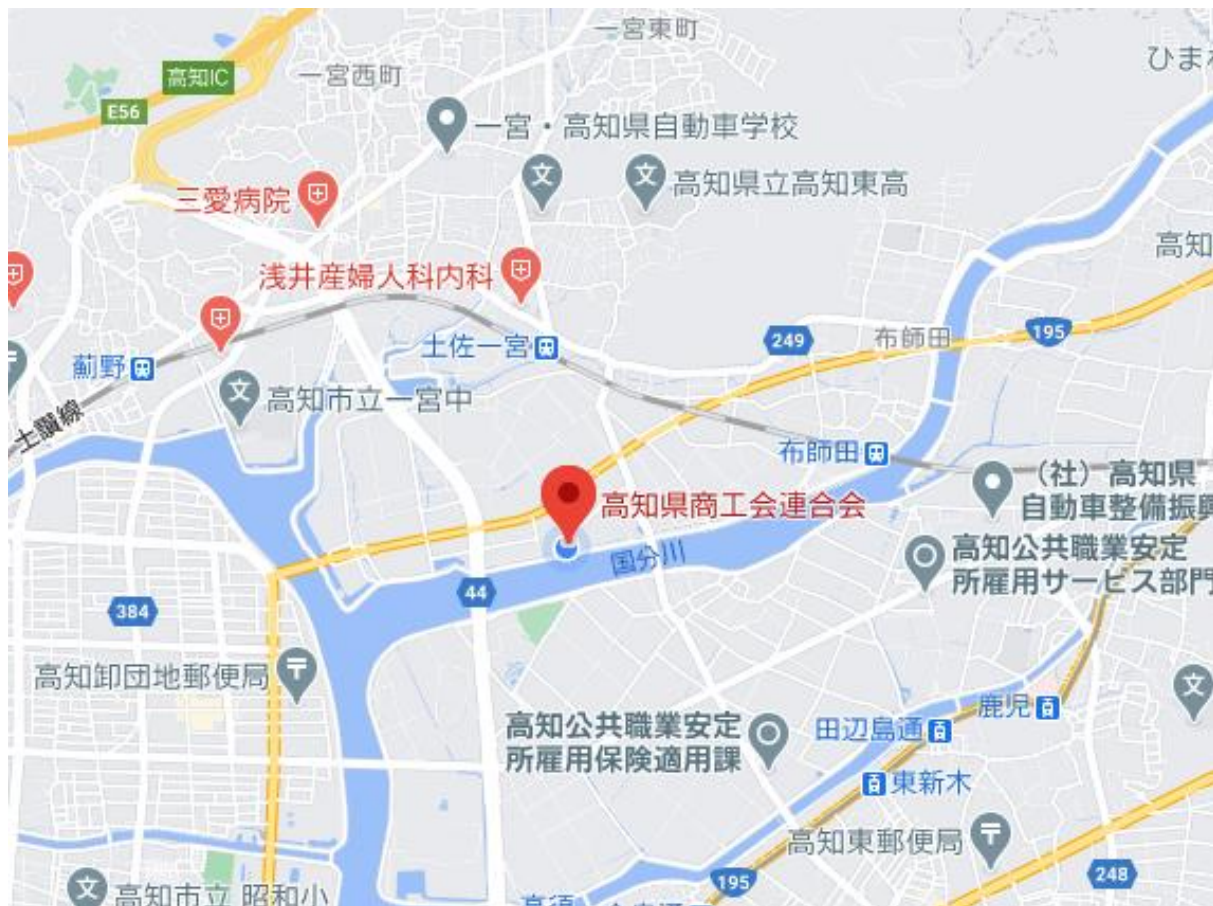 一宮東町
ひまわ
高知IC
一宮西町
E56
一宮・高知県自動車学校
高知県立高知東高
三愛病院
高知
浅井産婦人科内科
土佐一宮
249
布師田
195
薊野
高知市立一宮中
土讃線
布師田
高知県商工会連合会
(社)高知県
自動車整備振興
国分川
高知公共職業安定
所雇用サービス部門
44
384
高知卸団地郵便局
鹿児
高知公共職業安定
所雇用保険適用課
田辺島通
東新木
高知東郵便局
195
248
高知市立 昭和小
高須